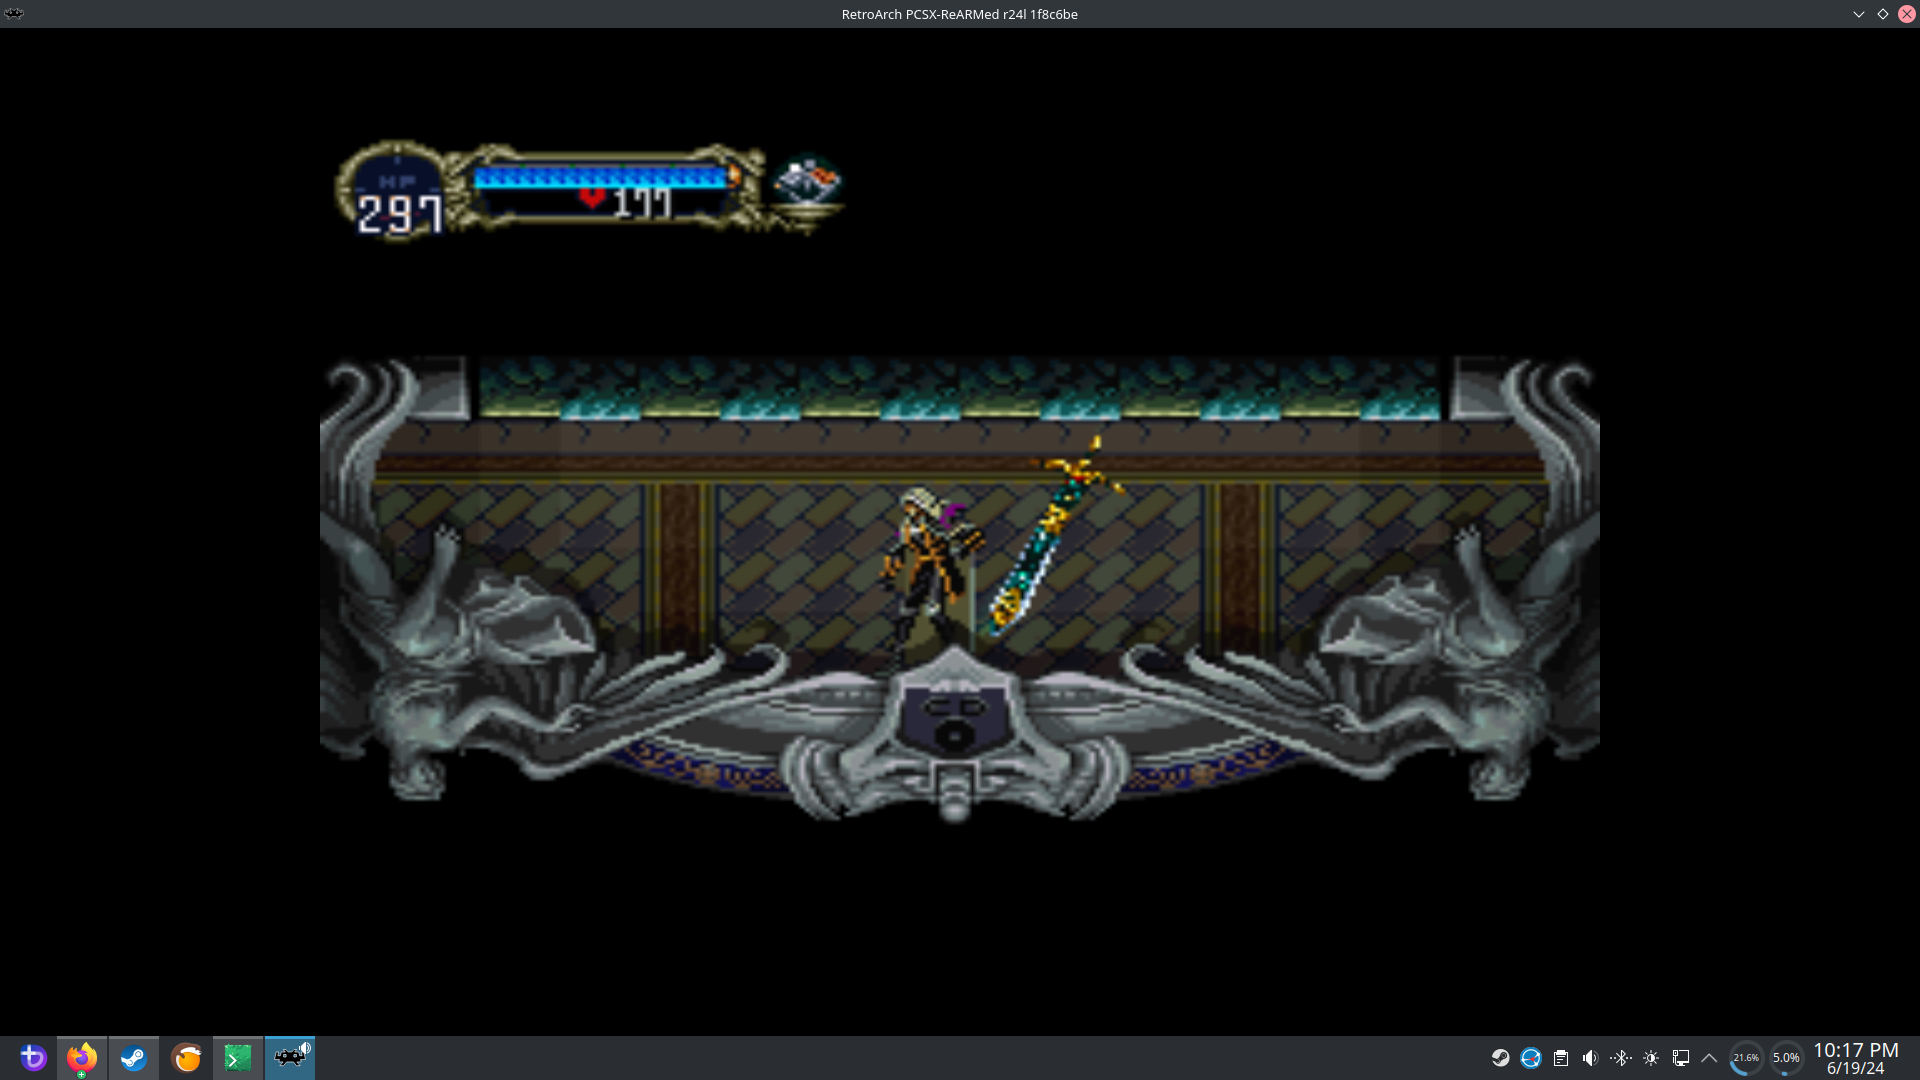 RetroArch PCSX-ReARMed r24l 1f8c6be
HP
297
177
21.6%
5.0%
10:17 PM
6/19/24